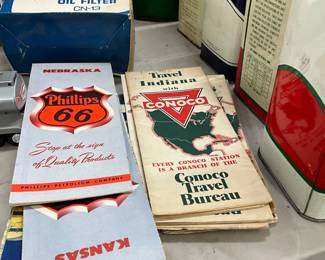 OIL FILTER
CN-13
NEBRASKA
Phillips
66
Stop at the sign
of Quality Products
PHILLIPS PETROLEUM COMPANY
KANSAS
Travel
Indiana
with
CONOCO
EVERY CONOCO STATION
IS A BRANCH OF THE
Conoco
Travel
Bureau
Bureau